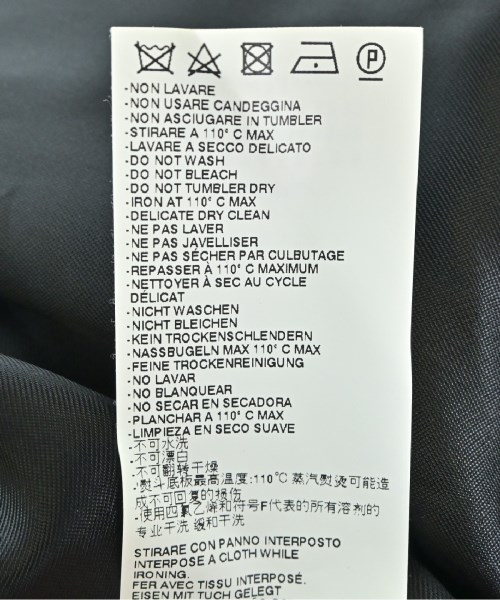 P
-NON LAVARE
-NON USARE CANDEGGINA
-NON ASCIUGARE IN TUMBLER
-STIRARE A 110° C MAX
-LAVARE A SECCO DELICATO
-DO NOT WASH
-DO NOT BLEACH
-DO NOT TUMBLER DRY
-IRON AT 110° C MAX
-DELICATE DRY CLEAN
-NE PAS LAVER
-NE PAS JAVELLISER
-NE PAS SÉCHER PAR CULBUTAGE
-REPASSER À 110° C MAXIMUM
-NETTOYER À SEC AU CYCLE
DÉLICAT
-NICHT WASCHEN
-NICHT BLEICHEN
-KEIN TROCKENSCHLENDERN
-NASSBUGELN MAX 110° C MAX
-FEINE TROCKENREINIGUNG
-NO LAVAR
-NO BLANQUEAR
-NO SECAR EN SECADORA
-PLANCHAR A 110° C MAX
-LIMPIEZA EN SECO SUAVE
-不可水洗
-不可漂白
-不可翻转干燥
-熨斗底板最高温度:110℃ 蒸汽熨烫可能造
成不可回复的损伤
-使用四氯乙烯和符号F代表的所有溶剂的
专业干洗 缓和干洗
STIRARE CON PANNO INTERPOSTO
INTERPOSE A CLOTH WHILE
IRONING.
FER AVEC TISSU INTERPOSÉ.
EISEN MIT TUCH GELEGT